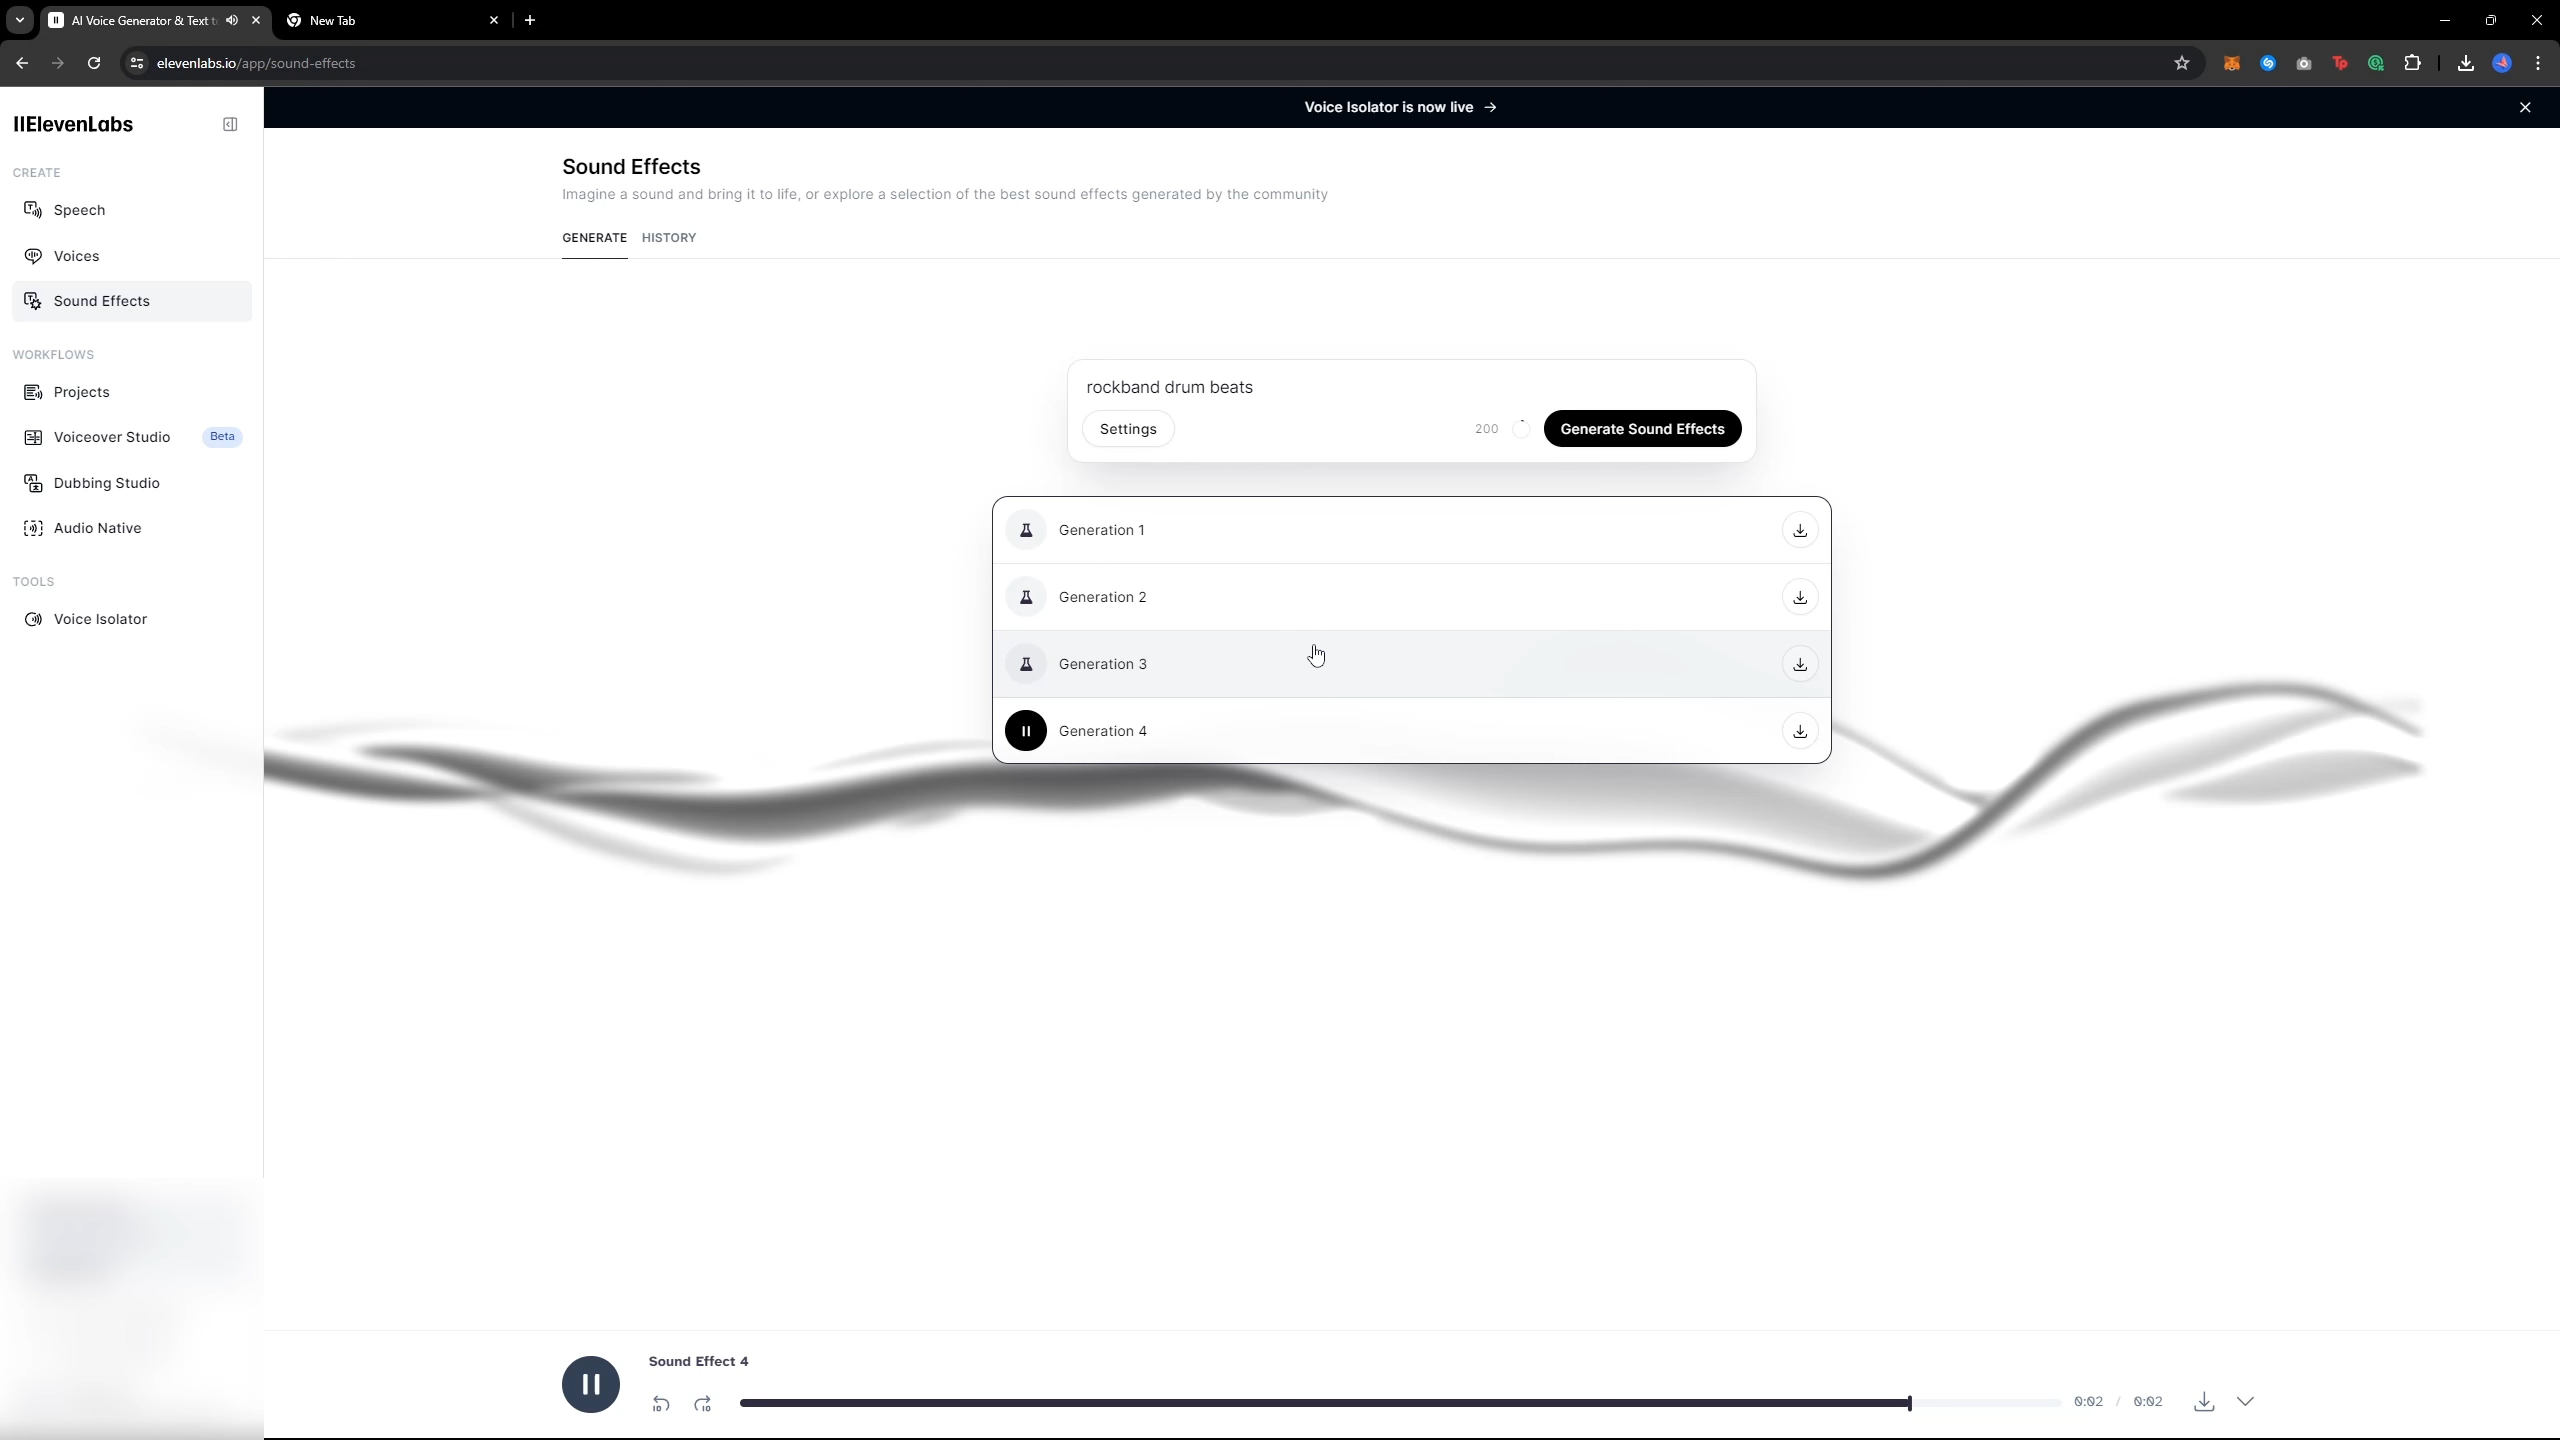 AI Voice Generator & Text to
New Tab
elevenlabs.io/app/sound-effects
Voice Isolator is now live →
IIElevenLabs
CREATE
Speech
Voices
Sound Effects
WORKFLOWS
Projects
Voiceover Studio Beta
Dubbing Studio
Audio Native
TOOLS
Voice Isolator
Sound Effects
Imagine a sound and bring it to life, or explore a selection of the best sound effects generated by the community
GENERATE HISTORY
rockband drum beats
Settings 200 Generate Sound Effects
Generation 1
Generation 2
Generation 3
Generation 4
Sound Effect 4
10 10 0:02 / 0:02